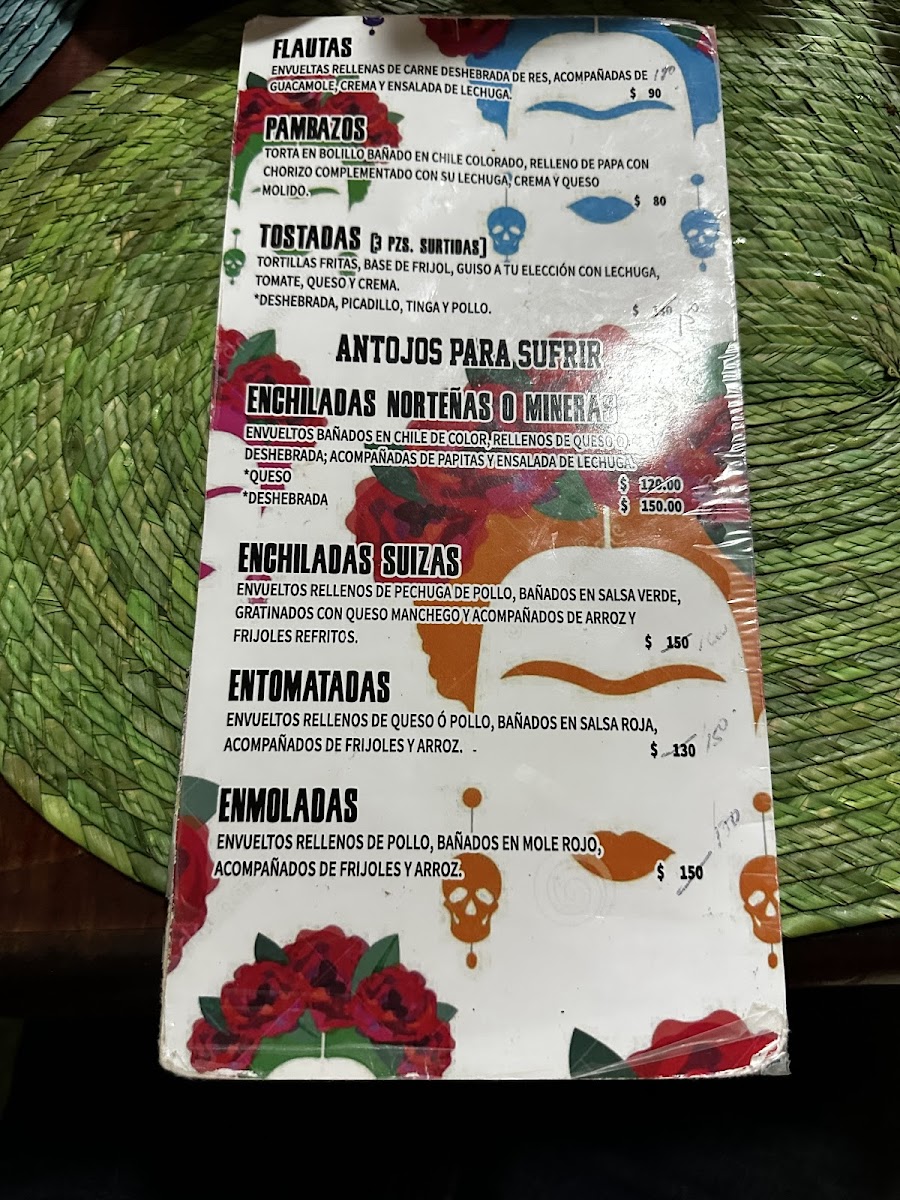 FLAUTAS
ENVUELTAS RELLENAS DE CARNE DESHEBRADA DE RES, ACOMPAÑADAS DE
GUACAMOLE, CREMA Y ENSALADA DE LECHUGA.
$ 90
PAMBAZOS
TORTA EN BOLILLO BAÑADO EN CHILE COLORADO, RELLENO DE PAPA CON
CHORIZO COMPLEMENTADO CON SU LECHUGA, CREMA Y QUESO
MOLIDO.
$ 80
TOSTADAS (3 PZS. SURTIDAS)
TORTILLAS FRITAS, BASE DE FRIJOL, GUISO A TU ELECCIÓN CON LECHUGA,
TOMATE, QUESO Y CREMA.
*DESHEBRADA, PICADILLO, TINGA Y POLLO.
$
ANTOJOS PARA SUFRIR
ENCHILADAS NORTEÑAS O MINERAS
ENVUELTOS BAÑADOS EN CHILE DE COLOR, RELLENOS DE QUESO O
DESHEBRADA; ACOMPAÑADAS DE PAPITAS Y ENSALADA DE LECHUGA.
*QUESO $ 120.00
*DESHEBRADA $ 150.00
ENCHILADAS SUIZAS
ENVUELTOS RELLENOS DE PECHUGA DE POLLO, BAÑADOS EN SALSA VERDE,
GRATINADOS CON QUESO MANCHEGO Y ACOMPAÑADOS DE ARROZ Y
FRIJOLES REFRITOS.
$ 150
ENTOMATADAS
ENVUELTOS RELLENOS DE QUESO Ó POLLO, BAÑADOS EN SALSA ROJA,
ACOMPAÑADOS DE FRIJOLES Y ARROZ.
$ 130 150
ENMOLADAS
ENVUELTOS RELLENOS DE POLLO, BAÑADOS EN MOLE ROJO,
ACOMPAÑADOS DE FRIJOLES Y ARROZ.
$ 150